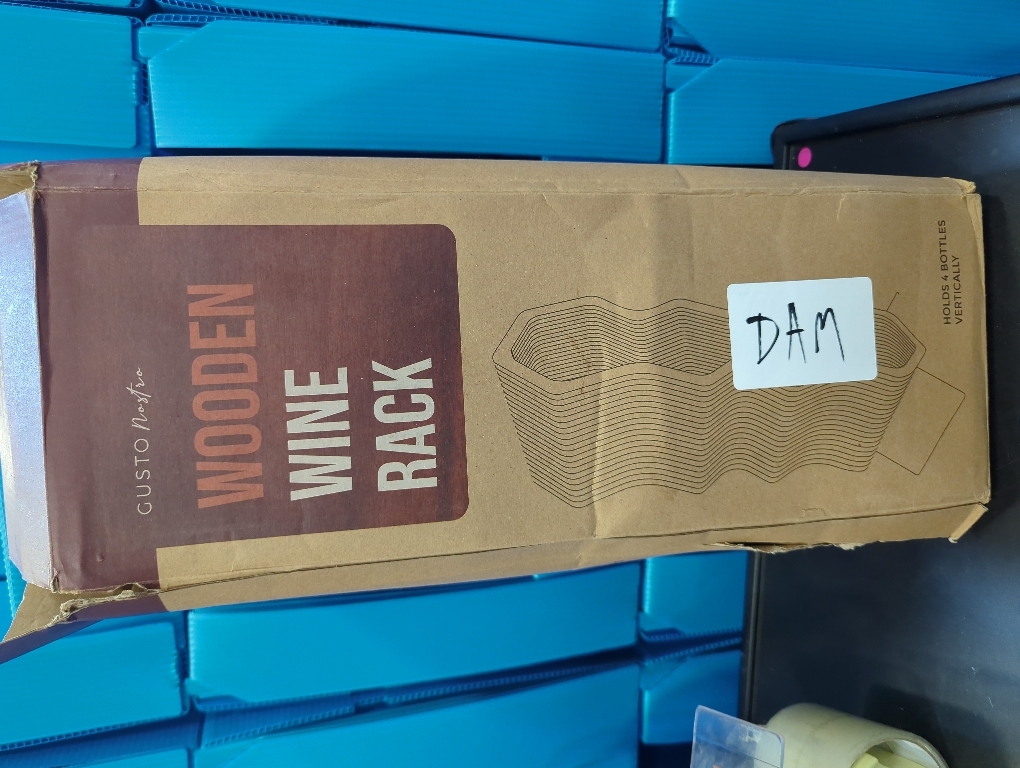 GUSTO Nostro
WOODEN
WINE
RACK
DAM
HOLDS 4 BOTTLES
VERTICALLY